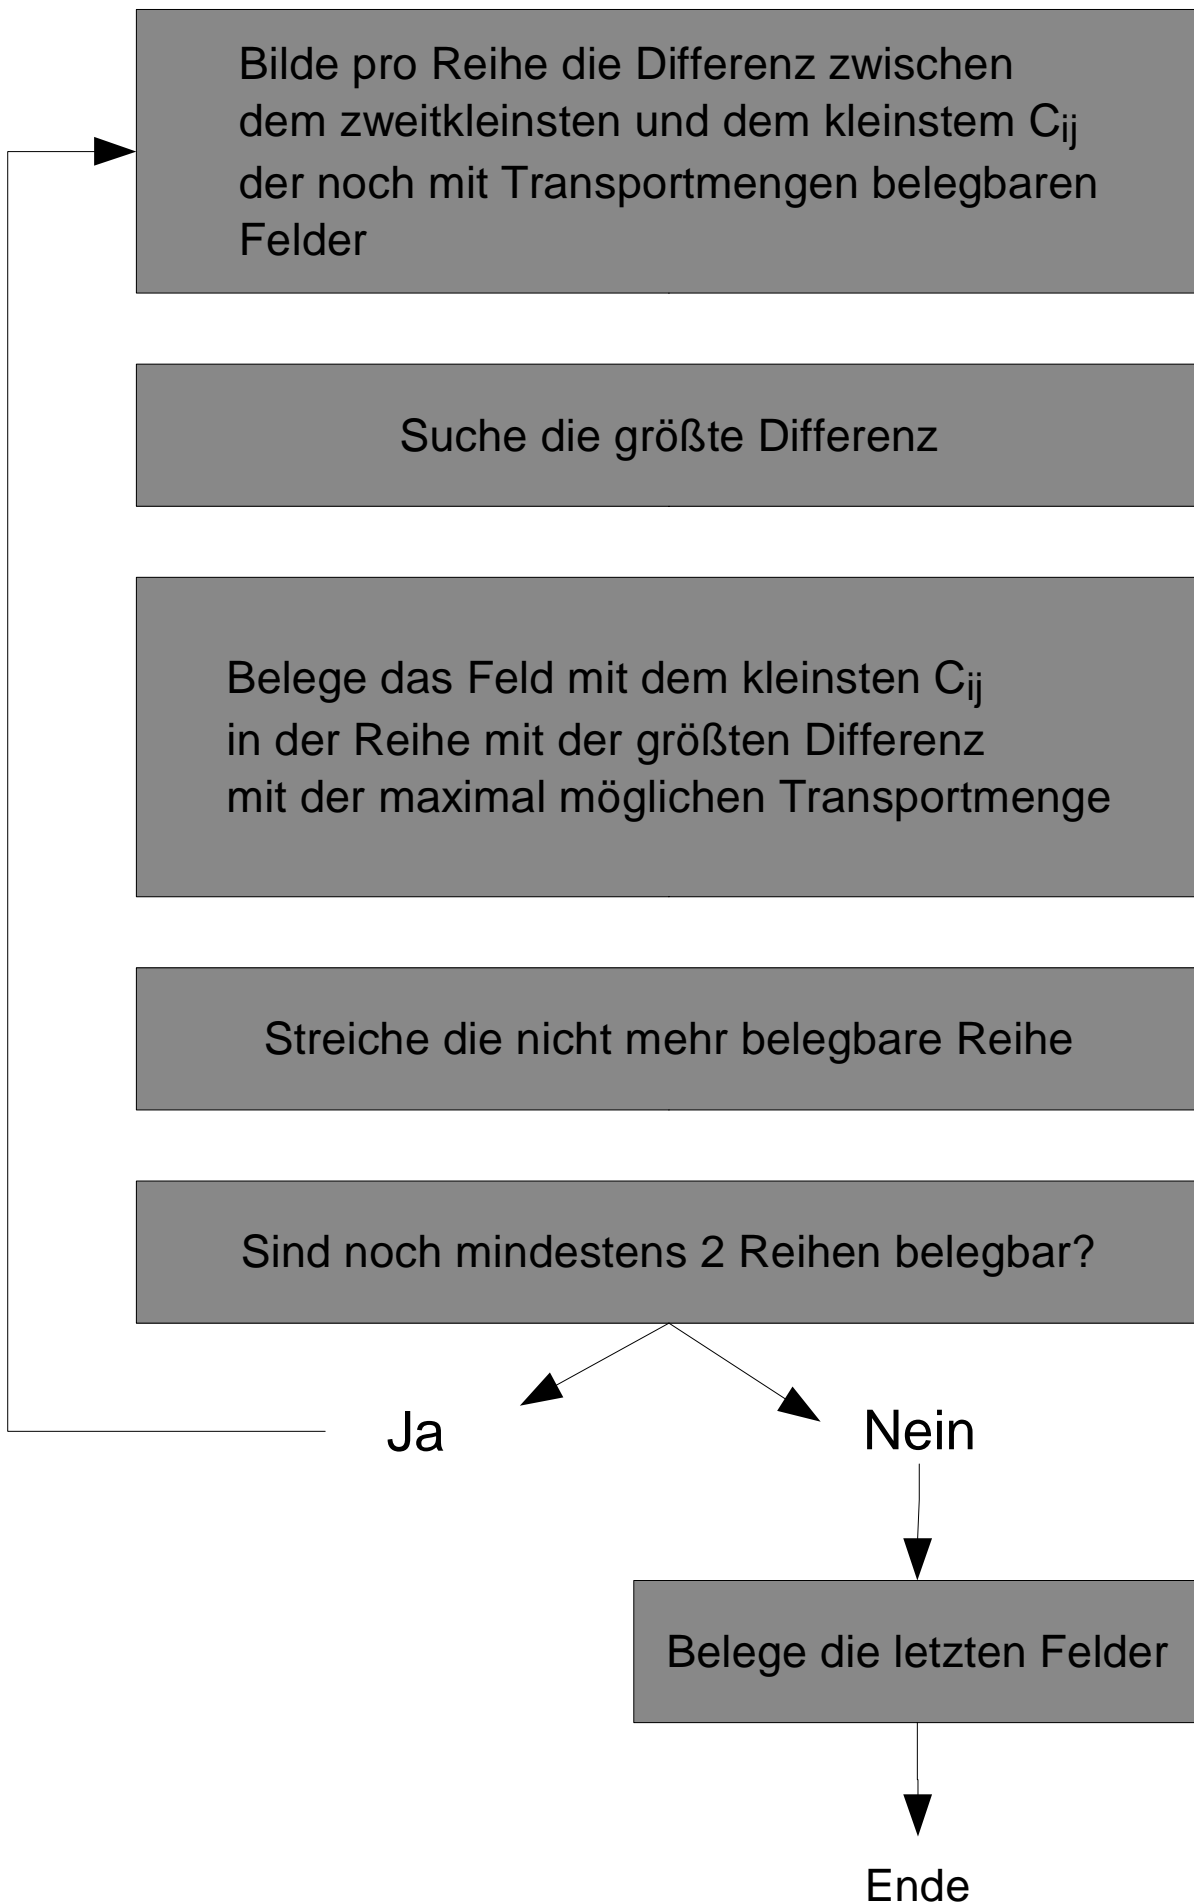 Bilde pro Reihe die Differenz zwischen
dem zweitkleinsten und dem kleinstem Cij
der noch mit Transportmengen belegbaren
Felder
Suche die größte Differenz
Belege das Feld mit dem kleinsten Cij
in der Reihe mit der größten Differenz
mit der maximal möglichen Transportmenge
Streiche die nicht mehr belegbare Reihe
Sind noch mindestens 2 Reihen belegbar?
Ja
Nein
Belege die letzten Felder
Ende